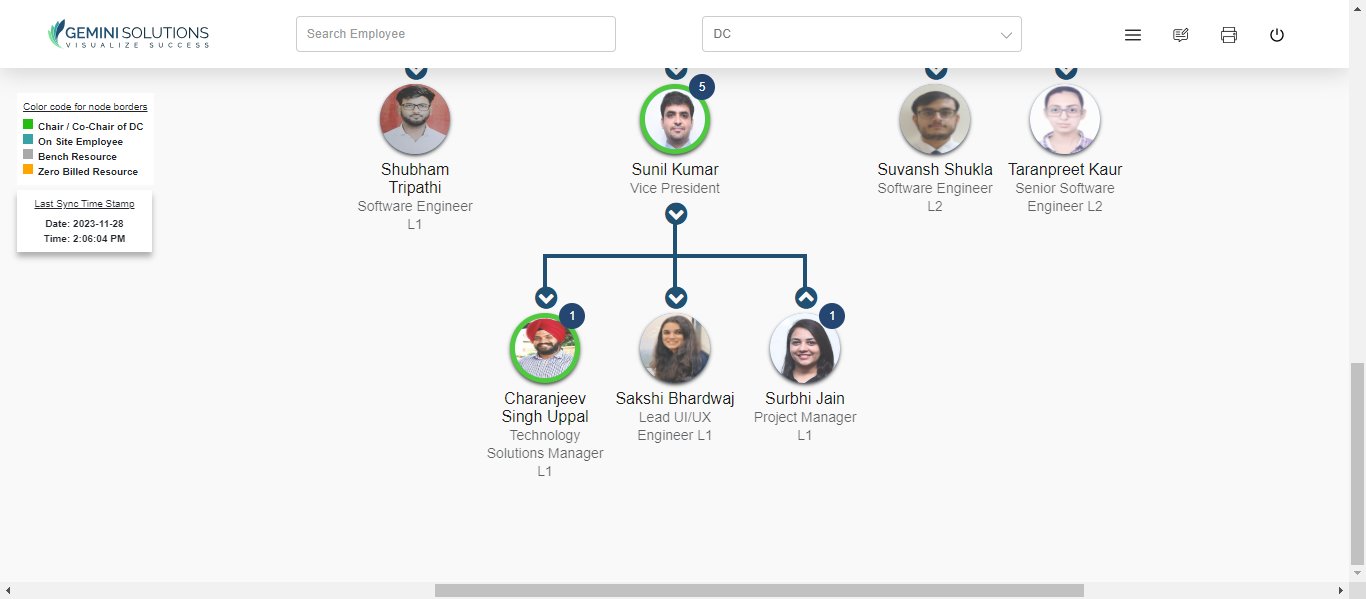 GEMINI SOLUTIONS
VISUALIZE SUCCESS
Search Employee
DC
Color code for node borders
Chair / Co-Chair of DC
On Site Employee
Bench Resource
Zero Billed Resource
Last Sync Time Stamp
Date: 2023-11-28
Time: 2:06:04 PM
Shubham
Tripathi
Software Engineer
L1
5
Sunil Kumar
Vice President
Suvansh Shukla
Software Engineer
L2
Taranpreet Kaur
Senior Software
Engineer L2
1
Charanjeev
Singh Uppal
Technology
Solutions Manager
L1
Sakshi Bhardwaj
Lead UI/UX
Engineer L1
1
Surbhi Jain
Project Manager
L1